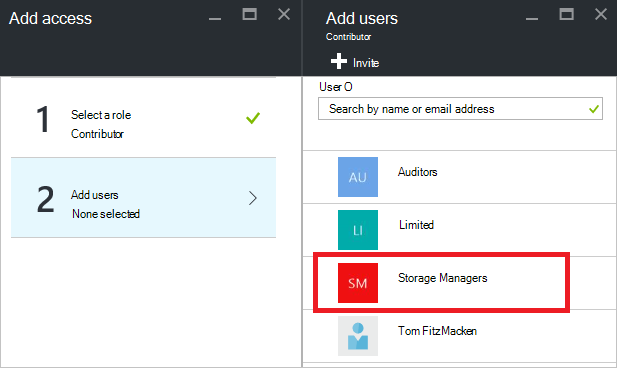 Add access
1
Select a role
Contributor
2
Add users
None selected
Add users
Contributor
Invite
User O
Search by name or email address
AU
Auditors
LI
Limited
SM
Storage Managers
Tom FitzMacken